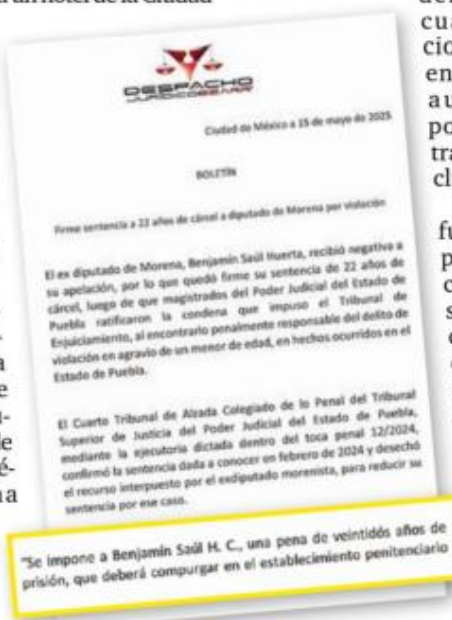 un hotel de la Ciudad
DESPACHO
JURIDICO
Ciudad de México a 15 de mayo de 2025
BOLETÍN
Firme sentencia a 22 años de cárcel a diputado de Morena por violación
El ex diputado de Morena, Benjamín Saúl Huerta, recibió negativa a
su apelación, por lo que quedó firme su sentencia de 22 años de
cárcel, luego de que magistrados del Poder Judicial del Estado de
Puebla ratificaron la condena que impuso el Tribunal de
Enjuiciamiento, al encontrarlo penalmente responsable del delito de
violación en agravio de un menor de edad, en hechos ocurridos en el
Estado de Puebla.
El Cuarto Tribunal de Alzada Colegiado de lo Penal del Tribunal
Superior de Justicia del Poder Judicial del Estado de Puebla,
mediante la ejecutoria dictada dentro del toca penal 12/2024,
confirmó la sentencia dada a conocer en febrero de 2024 y desechó
el recurso interpuesto por el exdiputado morenista, para reducir su
sentencia por ese caso.
"Se impone a Benjamín Saúl H. C., una pena de veintidós años de
prisión, que deberá compurgar en el establecimiento penitenciario